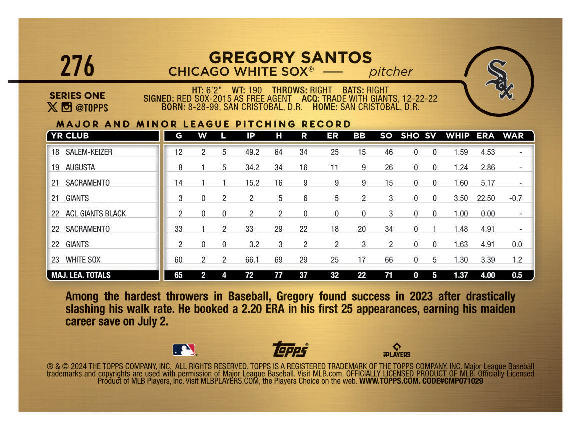 276
GREGORY SANTOS
CHICAGO WHITE SOX® — pitcher
SERIES ONE
@TOPPS
HT: 6'2" WT: 190 THROWS: RIGHT BATS: RIGHT
SIGNED: RED SOX-2015 AS FREE AGENT ACQ: TRADE WITH GIANTS, 12-22-22
BORN: 8-28-99, SAN CRISTOBAL, D.R. HOME: SAN CRISTOBAL, D.R.
Sox
MAJOR AND MINOR LEAGUE PITCHING RECORD
YR CLUB G W L IP H R ER BB SO SHO SV WHIP ERA WAR
18 SALEM-KEIZER 12 2 5 49.2 64 34 25 15 46 0 0 1.59 4.53 -
19 AUGUSTA 8 1 5 34.2 34 16 11 9 26 0 0 1.24 2.86 -
21 SACRAMENTO 14 1 1 15.2 16 9 9 9 15 0 0 1.60 5.17 -
21 GIANTS 3 0 2 2 5 6 5 2 3 0 0 3.50 22.50 -0.7
22 ACL GIANTS BLACK 2 0 0 2 2 0 0 0 3 0 0 1.00 0.00 -
22 SACRAMENTO 33 1 2 33 29 22 18 20 34 0 1 1.48 4.91 -
22 GIANTS 2 0 0 3.2 3 2 2 3 2 0 0 1.63 4.91 0.0
23 WHITE SOX 60 2 2 66.1 69 29 25 17 66 0 5 1.30 3.39 1.2
MAJ. LEA. TOTALS 65 2 4 72 77 37 32 22 71 0 5 1.37 4.00 0.5
Among the hardest throwers in Baseball, Gregory found success in 2023 after drastically
slashing his walk rate. He booked a 2.20 ERA in his first 25 appearances, earning his maiden
career save on July 2.
Topps
PLAYERS
® & © 2024 THE TOPPS COMPANY, INC. ALL RIGHTS RESERVED. TOPPS IS A REGISTERED TRADEMARK OF THE TOPPS COMPANY, INC. Major League Baseball
trademarks and copyrights are used with permission of Major League Baseball. Visit MLB.com. OFFICIALLY LICENSED PRODUCT OF MLB. Officially Licensed
Product of MLB Players, Inc. Visit MLBPLAYERS.COM, the Players Choice on the web. WWW.TOPPS.COM. CODE#CMP071029